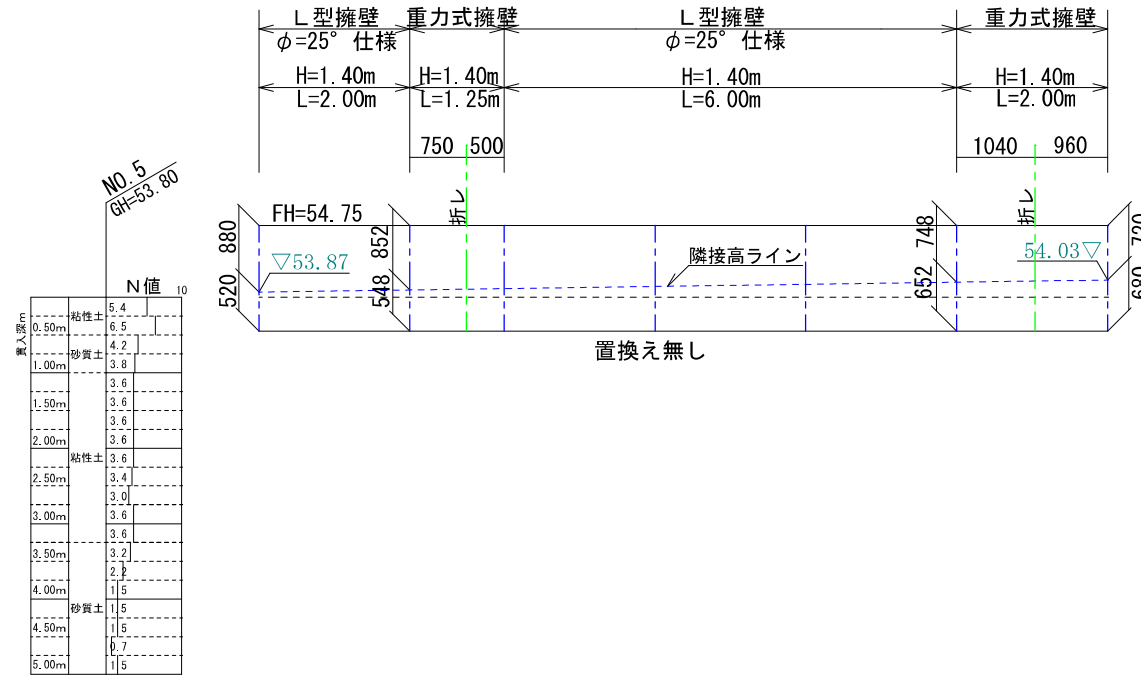 L型擁壁
φ=25° 仕様
重力式擁壁
L型擁壁
φ=25° 仕様
重力式擁壁
H=1.40m
L=2.00m
H=1.40m
L=1.25m
H=1.40m
L=6.00m
H=1.40m
L=2.00m
750 500
1040 960
NO.5
GH=53.80
FH=54.75
折レ
折レ
880
520
852
548
748
652
720
680
▽53.87
隣接高ライン
54.03▽
置換え無し
N値 10
貫入深m
粘性土 5.4
0.50m 6.5
砂質土 4.2
1.00m 3.8
3.6
1.50m 3.6
3.6
2.00m 3.6
粘性土 3.6
2.50m 3.4
3.0
3.00m 3.6
3.6
3.50m 3.2
2.2
4.00m 1.5
砂質土 1.5
4.50m 1.5
0.7
5.00m 1.5